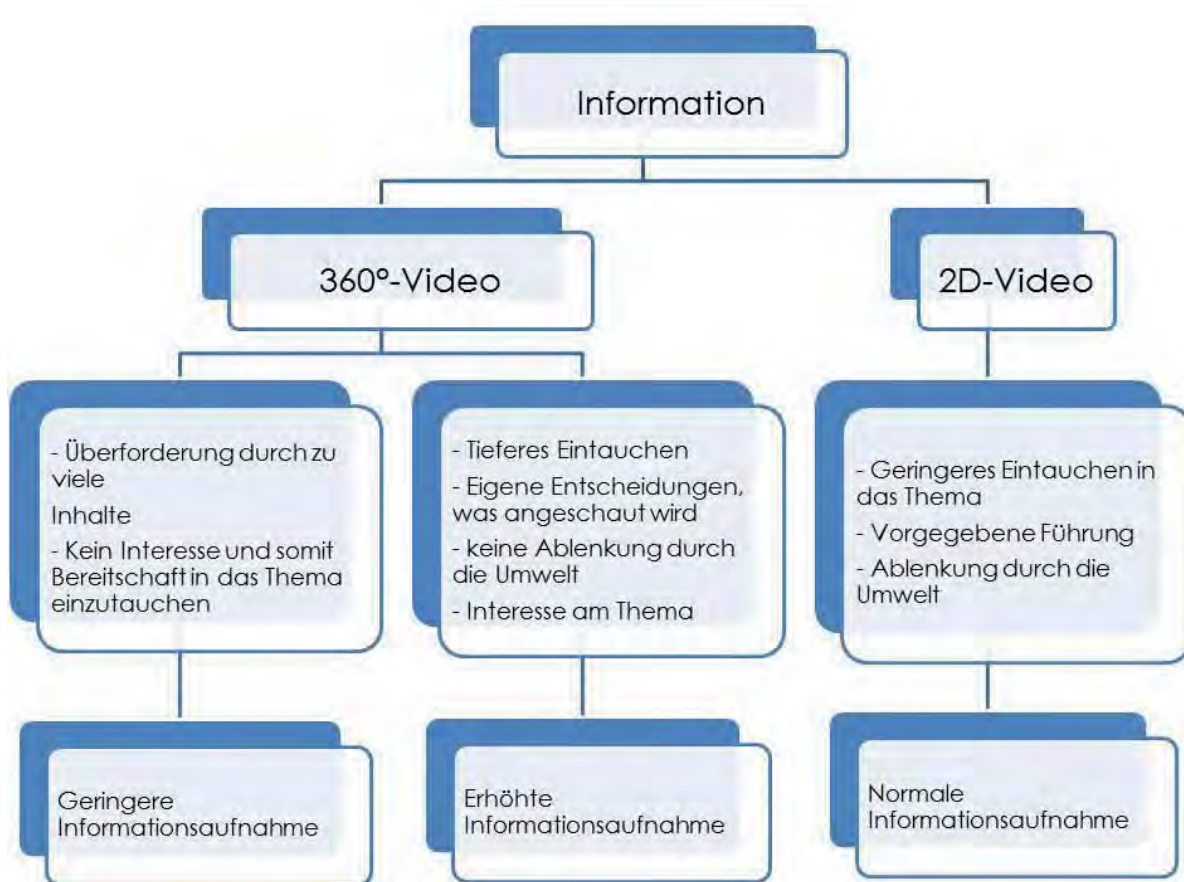 Information
360°-Video
2D-Video
- Überforderung durch zu
viele
Inhalte
- Kein Interesse und somit
Bereitschaft in das Thema
einzutauchen
- Tieferes Eintauchen
- Eigene Entscheidungen,
was angeschaut wird
- keine Ablenkung durch
die Umwelt
- Interesse am Thema
- Geringeres Eintauchen in
das Thema
- Vorgegebene Führung
- Ablenkung durch die
Umwelt
Geringere
Informationsaufnahme
Erhöhte
Informationsaufnahme
Normale
Informationsaufnahme